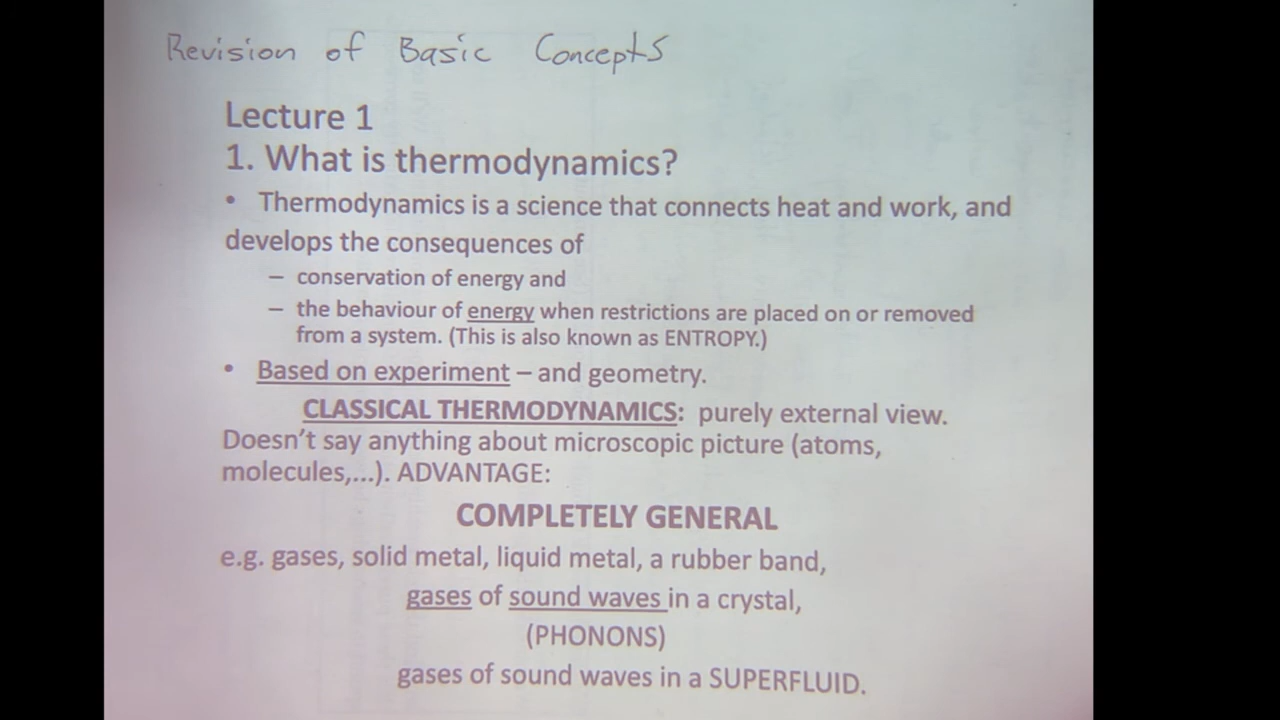 Revision of Basic Concepts
Lecture 1
1. What is thermodynamics?
• Thermodynamics is a science that connects heat and work, and
develops the consequences of
– conservation of energy and
– the behaviour of energy when restrictions are placed on or removed
from a system. (This is also known as ENTROPY.)
• Based on experiment – and geometry.
CLASSICAL THERMODYNAMICS: purely external view.
Doesn't say anything about microscopic picture (atoms,
molecules,...). ADVANTAGE:
COMPLETELY GENERAL
e.g. gases, solid metal, liquid metal, a rubber band,
gases of sound waves in a crystal,
(PHONONS)
gases of sound waves in a SUPERFLUID.